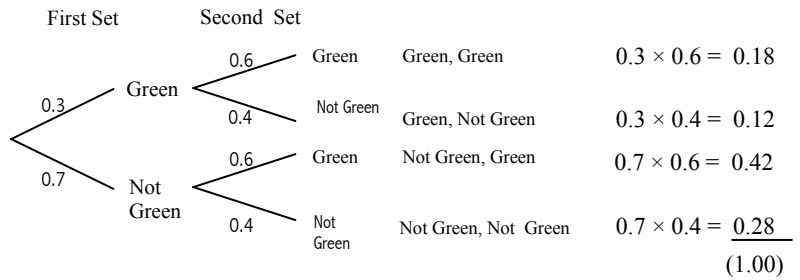 First Set Second Set
0.6 Green Green, Green 0.3 × 0.6 = 0.18
0.3 Green
0.4 Not Green Green, Not Green 0.3 × 0.4 = 0.12
0.6 Green Not Green, Green 0.7 × 0.6 = 0.42
0.7 Not
Green
0.4 Not
Green Not Green, Not Green 0.7 × 0.4 = 0.28
(1.00)